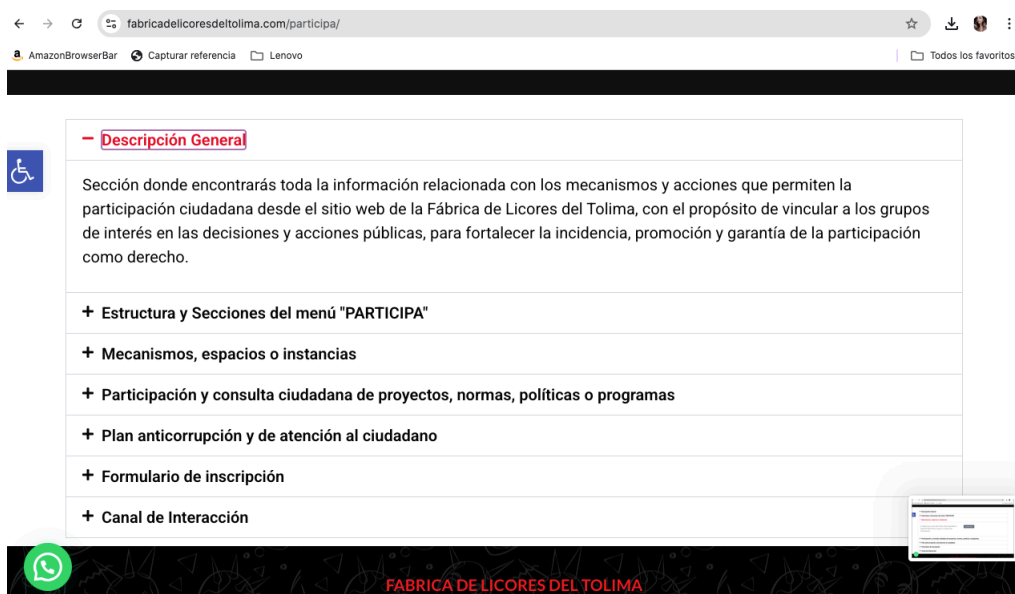 fabricadelicoresdeltolima.com/participa/
AmazonBrowserBar Capturar referencia Lenovo Todos los favoritos
− Descripción General
Sección donde encontrarás toda la información relacionada con los mecanismos y acciones que permiten la
participación ciudadana desde el sitio web de la Fábrica de Licores del Tolima, con el propósito de vincular a los grupos
de interés en las decisiones y acciones públicas, para fortalecer la incidencia, promoción y garantía de la participación
como derecho.
+ Estructura y Secciones del menú "PARTICIPA"
+ Mecanismos, espacios o instancias
+ Participación y consulta ciudadana de proyectos, normas, políticas o programas
+ Plan anticorrupción y de atención al ciudadano
+ Formulario de inscripción
+ Canal de Interacción
FABRICA DE LICORES DEL TOLIMA